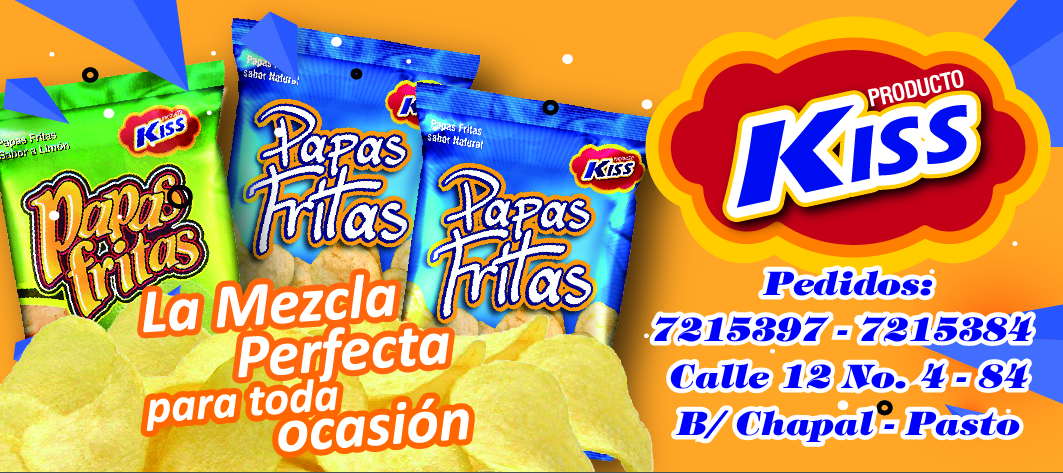 Papas Fritas
Sabor a Limón
PRODUCTO
Kiss
Papas
fritas
Papas Fritas
sabor Natural
Papas
Fritas
Papas Fritas
sabor Natural
PRODUCTO
Kiss
Papas
Fritas
La Mezcla
Perfecta
para toda
ocasión
PRODUCTO
Kiss
Pedidos:
7215397 - 7215384
Calle 12 No. 4 - 84
B/ Chapal - Pasto